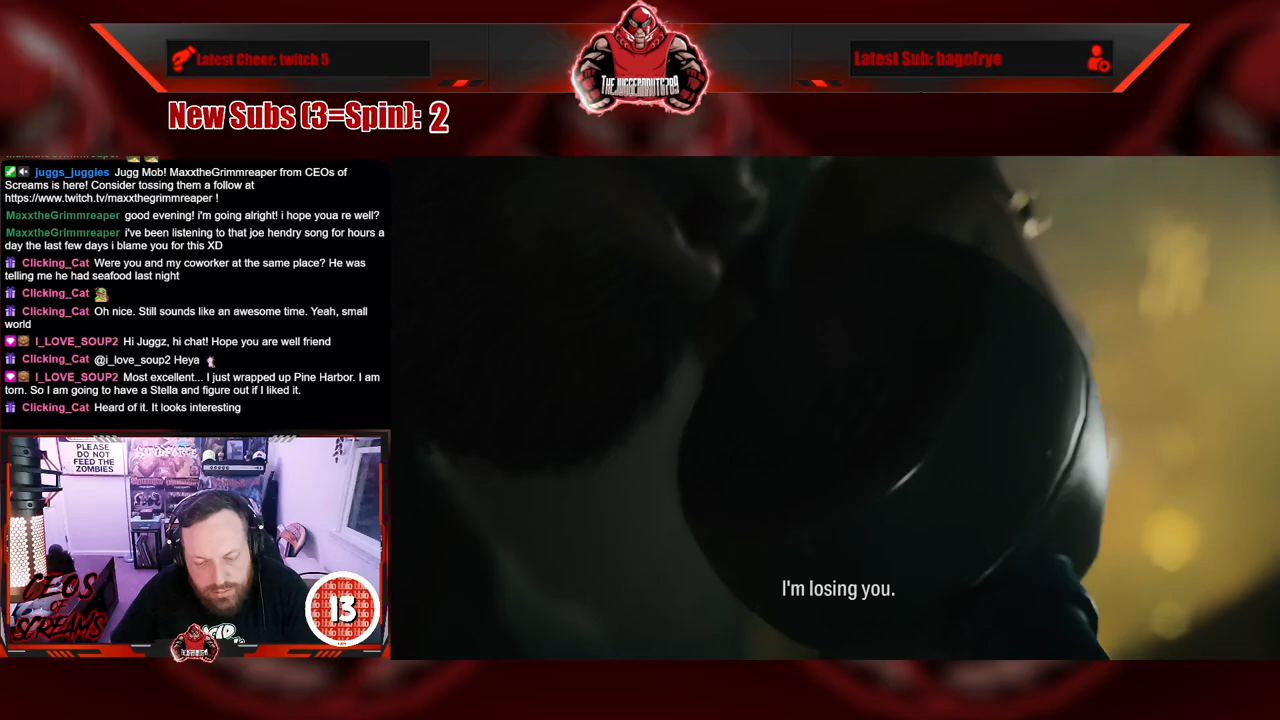 Latest Cheer: twitch 5
THEJUGGERNAUT6789
Latest Sub: bagofrye
New Subs (3=Spin): 2
juggs_juggies Jugg Mob! MaxxtheGrimmreaper from CEOs of
Screams is here! Consider tossing them a follow at
https://www.twitch.tv/maxxthegrimmreaper !
MaxxtheGrimmreaper good evening! i'm going alright! i hope youa re well?
MaxxtheGrimmreaper i've been listening to that joe hendry song for hours a
day the last few days i blame you for this XD
Clicking_Cat Were you and my coworker at the same place? He was
telling me he had seafood last night
Clicking_Cat
Clicking_Cat Oh nice. Still sounds like an awesome time. Yeah, small
world
I_LOVE_SOUP2 Hi Juggz, hi chat! Hope you are well friend
Clicking_Cat @i_love_soup2 Heya
I_LOVE_SOUP2 Most excellent... I just wrapped up Pine Harbor. I am
torn. So I am going to have a Stella and figure out if I liked it.
Clicking_Cat Heard of it. It looks interesting
PLEASE
DO NOT
FEED THE
ZOMBIES
CEOS
OF
SCREAMS
13
I'm losing you.